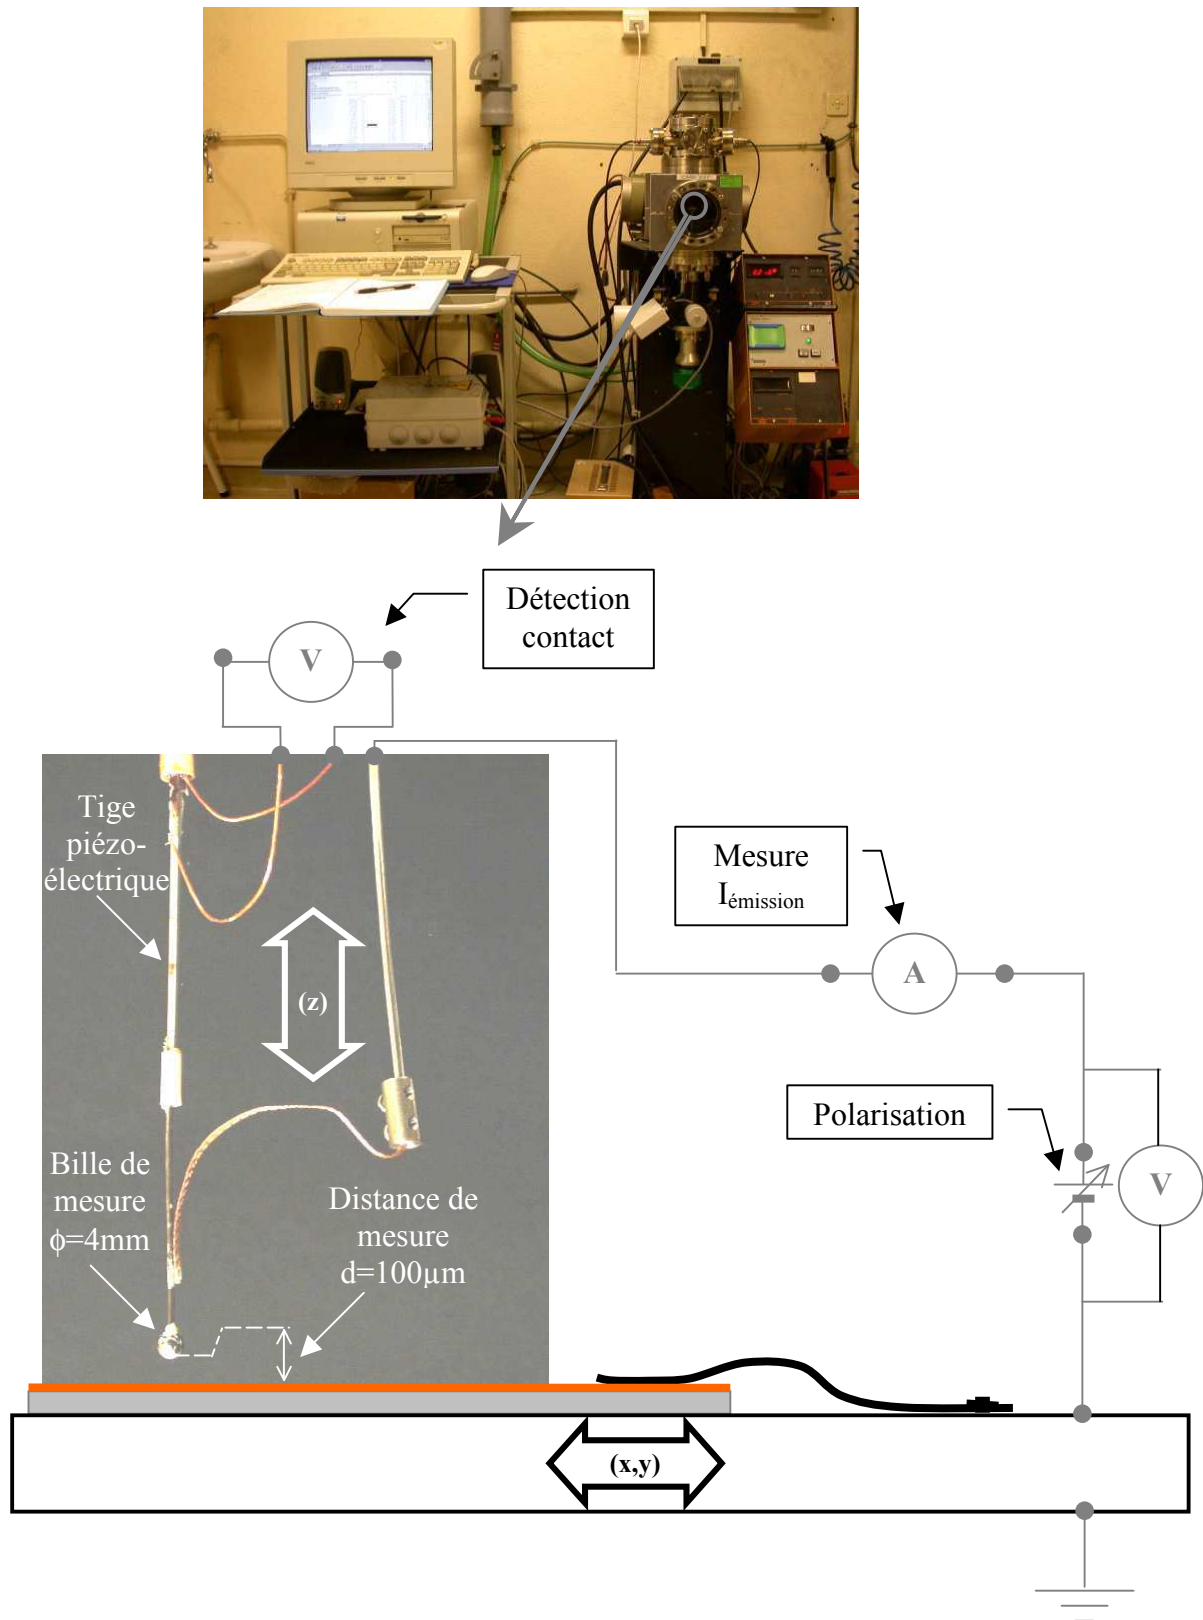 Détection
contact
V
Tige
piézo-
électrique
Mesure
Iémission
A
(z)
Polarisation
V
Bille de
mesure
ϕ=4mm
Distance de
mesure
d=100µm
(x,y)